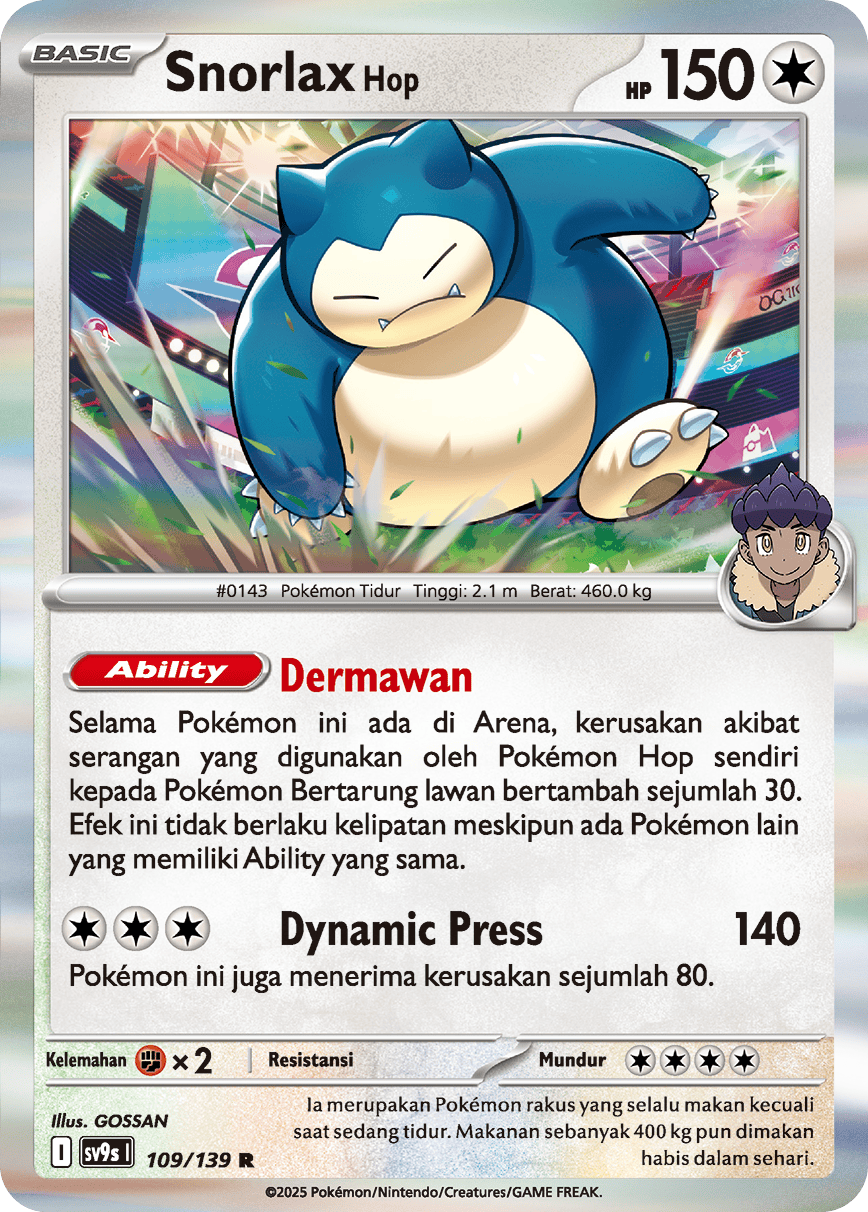 BASIC
Snorlax Hop
HP 150
#0143 Pokémon Tidur Tinggi: 2.1 m Berat: 460.0 kg
Ability Dermawan
Selama Pokémon ini ada di Arena, kerusakan akibat
serangan yang digunakan oleh Pokémon Hop sendiri
kepada Pokémon Bertarung lawan bertambah sejumlah 30.
Efek ini tidak berlaku kelipatan meskipun ada Pokémon lain
yang memiliki Ability yang sama.
Dynamic Press 140
Pokémon ini juga menerima kerusakan sejumlah 80.
Kelemahan ×2 Resistansi Mundur
Illus. GOSSAN
Ia merupakan Pokémon rakus yang selalu makan kecuali
saat sedang tidur. Makanan sebanyak 400 kg pun dimakan
habis dalam sehari.
I sv9s I 109/139 R
©2025 Pokémon/Nintendo/Creatures/GAME FREAK.